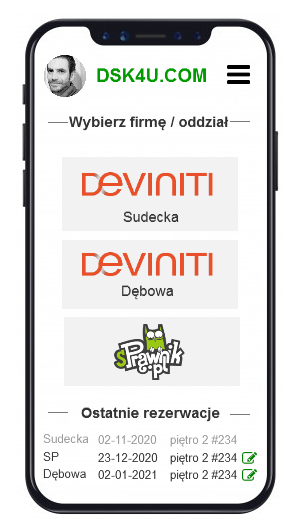 DSK4U.COM
Wybierz firmę / oddział
DEVINITI
Sudecka
DEVINITI
Dębowa
sPrawnik
ept
Ostatnie rezerwacje
Sudecka 02-11-2020 piętro 2 #234
SP 23-12-2020 piętro 2 #234
Dębowa 02-01-2021 piętro 2 #234